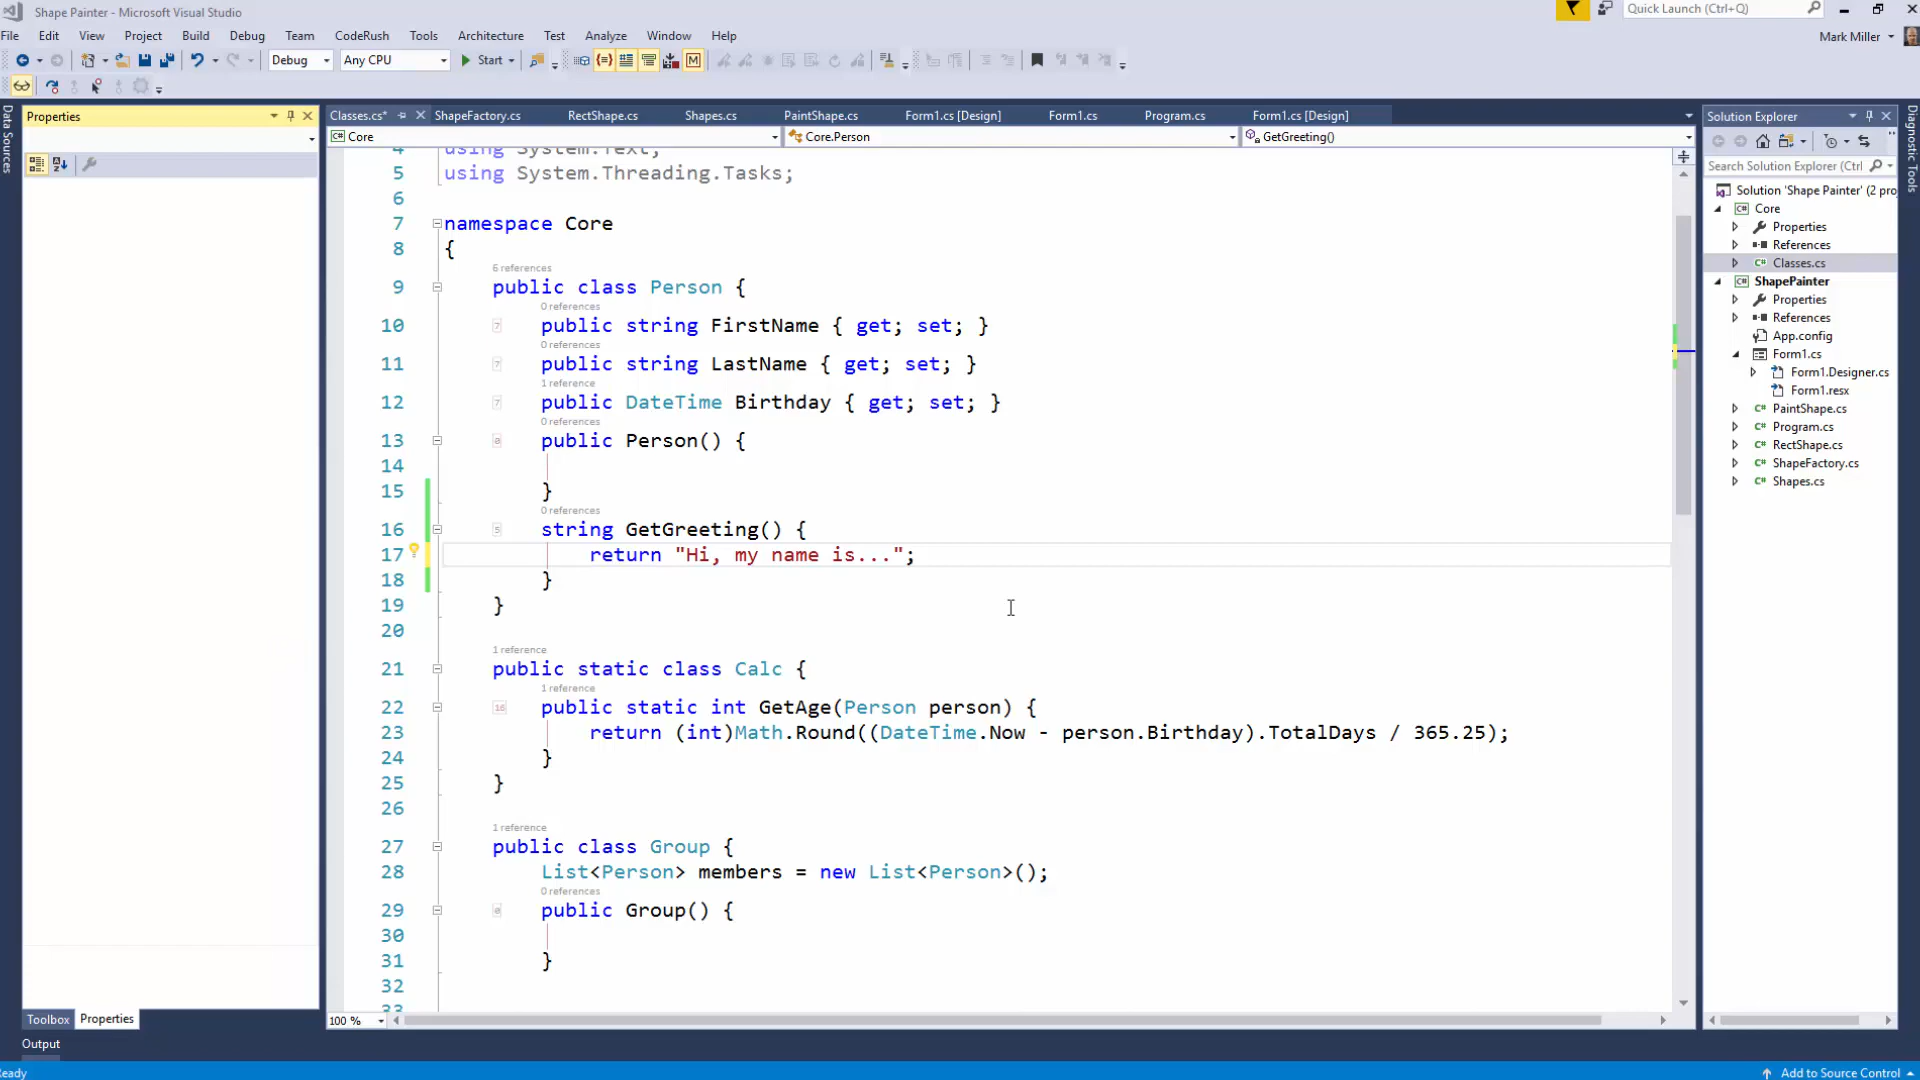 Shape Painter - Microsoft Visual Studio
Quick Launch (Ctrl+Q)
File Edit View Project Build Debug Team CodeRush Tools Architecture Test Analyze Window Help
Mark Miller
Debug Any CPU Start
Data Sources
Properties
Classes.cs* ShapeFactory.cs RectShape.cs Shapes.cs PaintShape.cs Form1.cs [Design] Form1.cs Program.cs Form1.cs [Design]
Core Core.Person GetGreeting()
4 using System.Text;
5 using System.Threading.Tasks;
6
7 namespace Core
8 {
6 references
9 public class Person {
0 references
10 public string FirstName { get; set; }
0 references
11 public string LastName { get; set; }
1 reference
12 public DateTime Birthday { get; set; }
0 references
13 public Person() {
14
15 }
0 references
16 string GetGreeting() {
17 return "Hi, my name is...";
18 }
19 }
20
1 reference
21 public static class Calc {
1 reference
22 public static int GetAge(Person person) {
23 return (int)Math.Round((DateTime.Now - person.Birthday).TotalDays / 365.25);
24 }
25 }
26
1 reference
27 public class Group {
28 List<Person> members = new List<Person>();
0 references
29 public Group() {
30
31 }
32
33
100 %
Solution Explorer
Search Solution Explorer (Ctrl
Solution 'Shape Painter' (2 pro
Core
Properties
References
Classes.cs
ShapePainter
Properties
References
App.config
Form1.cs
Form1.Designer.cs
Form1.resx
PaintShape.cs
Program.cs
RectShape.cs
ShapeFactory.cs
Shapes.cs
Diagnostic Tools
Toolbox Properties
Output
Ready
Add to Source Control